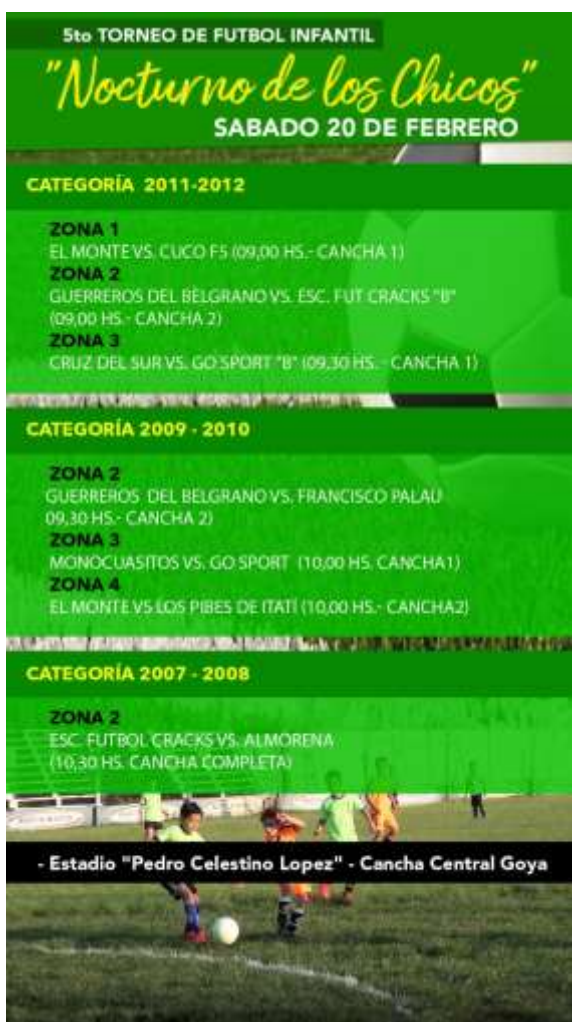 5to TORNEO DE FUTBOL INFANTIL
"Nocturno de los Chicos"
SABADO 20 DE FEBRERO
CATEGORÍA 2011-2012
ZONA 1
EL MONTE VS. CUCO F5 (09,00 HS.- CANCHA 1)
ZONA 2
GUERREROS DEL BELGRANO VS. ESC. FUT CRACKS "B"
(09,00 HS.- CANCHA 2)
ZONA 3
CRUZ DEL SUR VS. GO SPORT "B" (09,30 HS. - CANCHA 1)
CATEGORÍA 2009 - 2010
ZONA 2
GUERREROS DEL BELGRANO VS. FRANCISCO PALAU
09,30 HS.- CANCHA 2)
ZONA 3
MONOCUASITOS VS. GO SPORT (10,00 HS. CANCHA1)
ZONA 4
EL MONTE VS LOS PIBES DE ITATÍ (10,00 HS.- CANCHA2)
CATEGORÍA 2007 - 2008
ZONA 2
ESC. FUTBOL CRACKS VS. ALMORENA
(10,30 HS. CANCHA COMPLETA)
- Estadio "Pedro Celestino Lopez" - Cancha Central Goya